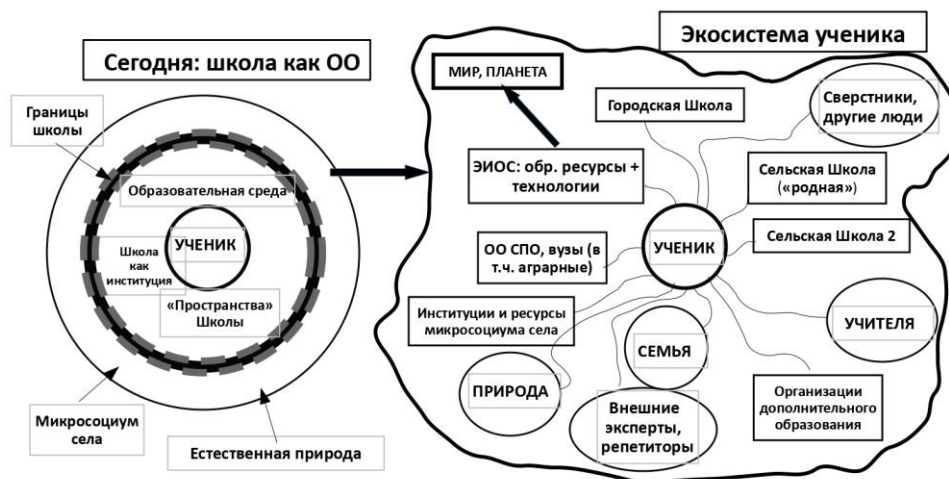 Сегодня: школа как ОО
Границы
школы
Образовательная среда
УЧЕНИК
Школа
как
институция
«Пространства»
Школы
Микросоциум
села
Естественная природа
Экосистема ученика
МИР, ПЛАНЕТА
Городская Школа
Сверстники,
другие люди
ЭИОС: обр. ресурсы +
технологии
Сельская Школа
(«родная»)
УЧЕНИК
Сельская Школа 2
ОО СПО, вузы (в
т.ч. аграрные)
Институции и ресурсы
микросоциума села
УЧИТЕЛЯ
СЕМЬЯ
ПРИРОДА
Внешние
эксперты,
репетиторы
Организации
дополнительного
образования